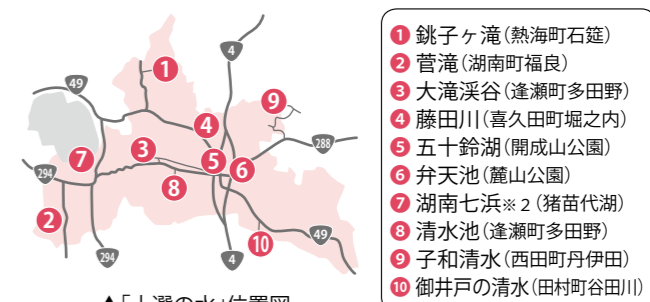 4
49
1
9
4
3
5
288
7
6
294
8
2
49
10
294
4
❶ 銚子ヶ滝(熱海町石筵)
❷ 菅滝(湖南町福良)
❸ 大滝渓谷(逢瀬町多田野)
❹ 藤田川(喜久田町堀之内)
❺ 五十鈴湖(開成山公園)
❻ 弁天池(麓山公園)
❼ 湖南七浜※2(猪苗代湖)
❽ 清水池(逢瀬町多田野)
❾ 子和清水(西田町丹伊田)
❿ 御井戸の清水(田村町谷田川)